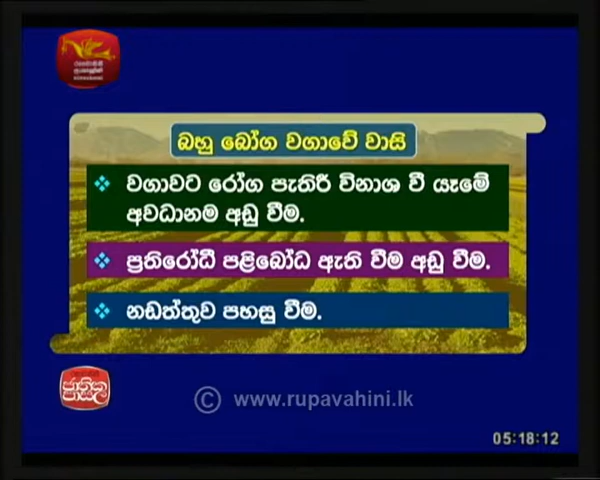 බහු බෝග වගාවේ වාසි
වගාවට රෝග පැතිරී විනාශ වී යෑමේ
අවධානම අඩු වීම.
ප්‍රතිරෝධී පළිබෝධ ඇති වීම අඩු වීම.
නඩත්තුව පහසු වීම.
ජාතික
පාසල
© www.rupavahini.lk
05:18:12